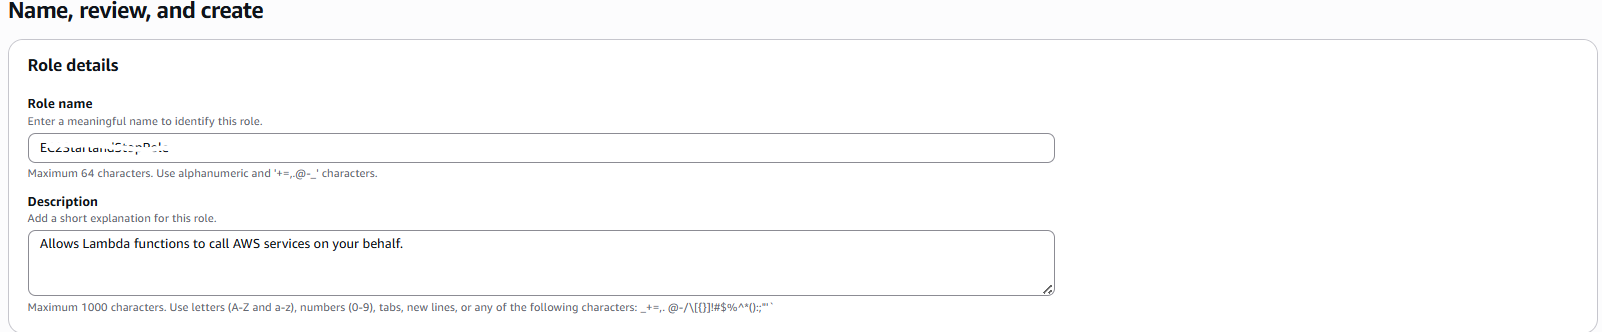 Name, review, and create
Role details
Role name
Enter a meaningful name to identify this role.
EC2StartandStopRole
Maximum 64 characters. Use alphanumeric and '+=,.@-_' characters.
Description
Add a short explanation for this role.
Allows Lambda functions to call AWS services on your behalf.
Maximum 1000 characters. Use letters (A-Z and a-z), numbers (0-9), tabs, new lines, or any of the following characters: _+=,. @-/\[{}]!#$%^*();:"'`